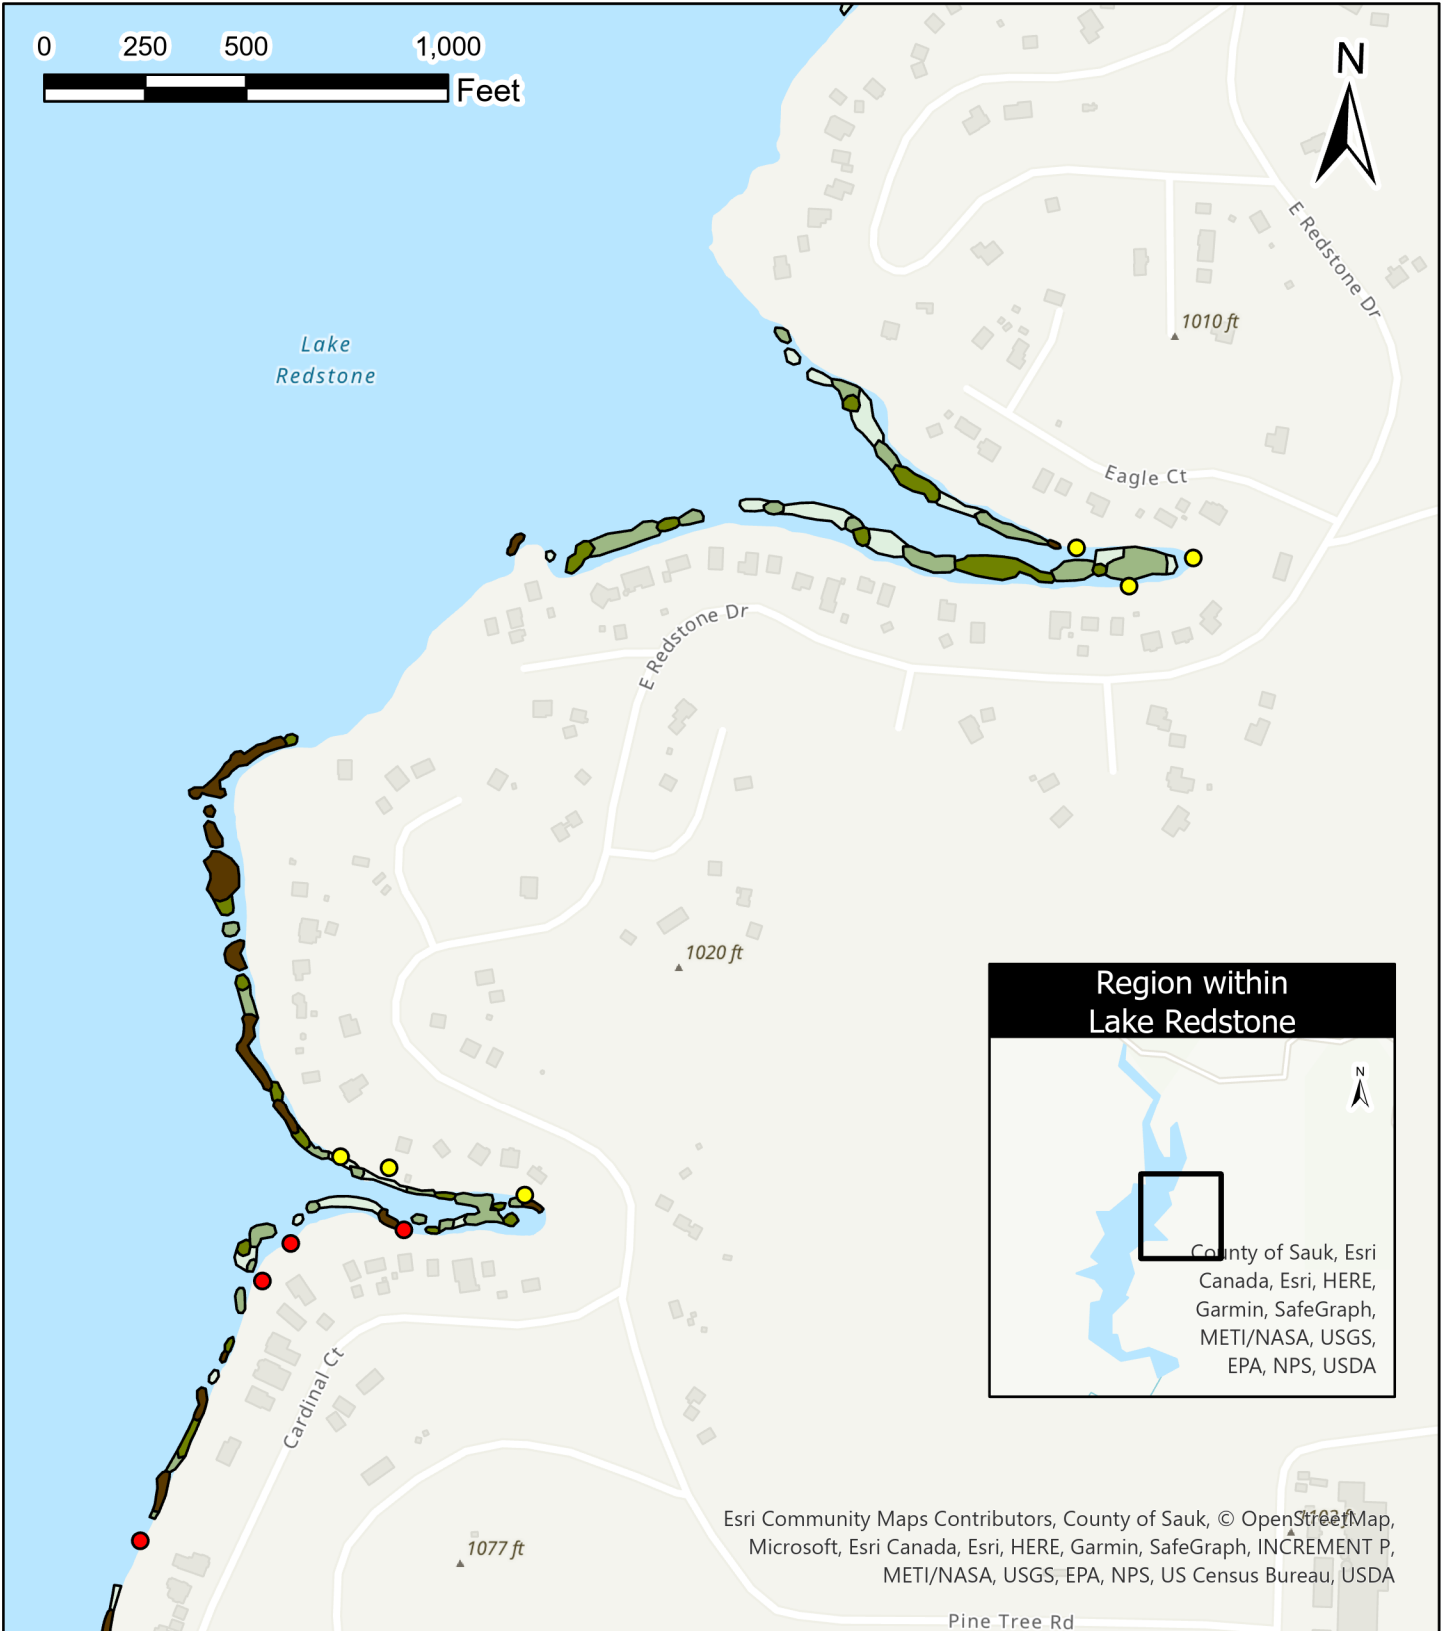 0 250 500 1,000
Feet
N
E Redstone Dr
1010 ft
Lake
Redstone
Eagle Ct
E Redstone Dr
1020 ft
Region within
Lake Redstone
N
County of Sauk, Esri
Canada, Esri, HERE,
Garmin, SafeGraph,
METI/NASA, USGS,
EPA, NPS, USDA
Cardinal Ct
1077 ft
Esri Community Maps Contributors, County of Sauk, © OpenStreetMap,
Microsoft, Esri Canada, Esri, HERE, Garmin, SafeGraph, INCREMENT P,
METI/NASA, USGS, EPA, NPS, US Census Bureau, USDA
Pine Tree Rd